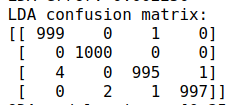 LDA confusion matrix:
[[ 999 0 1 0]
[ 0 1000 0 0]
[ 4 0 995 1]
[ 0 2 1 997]]